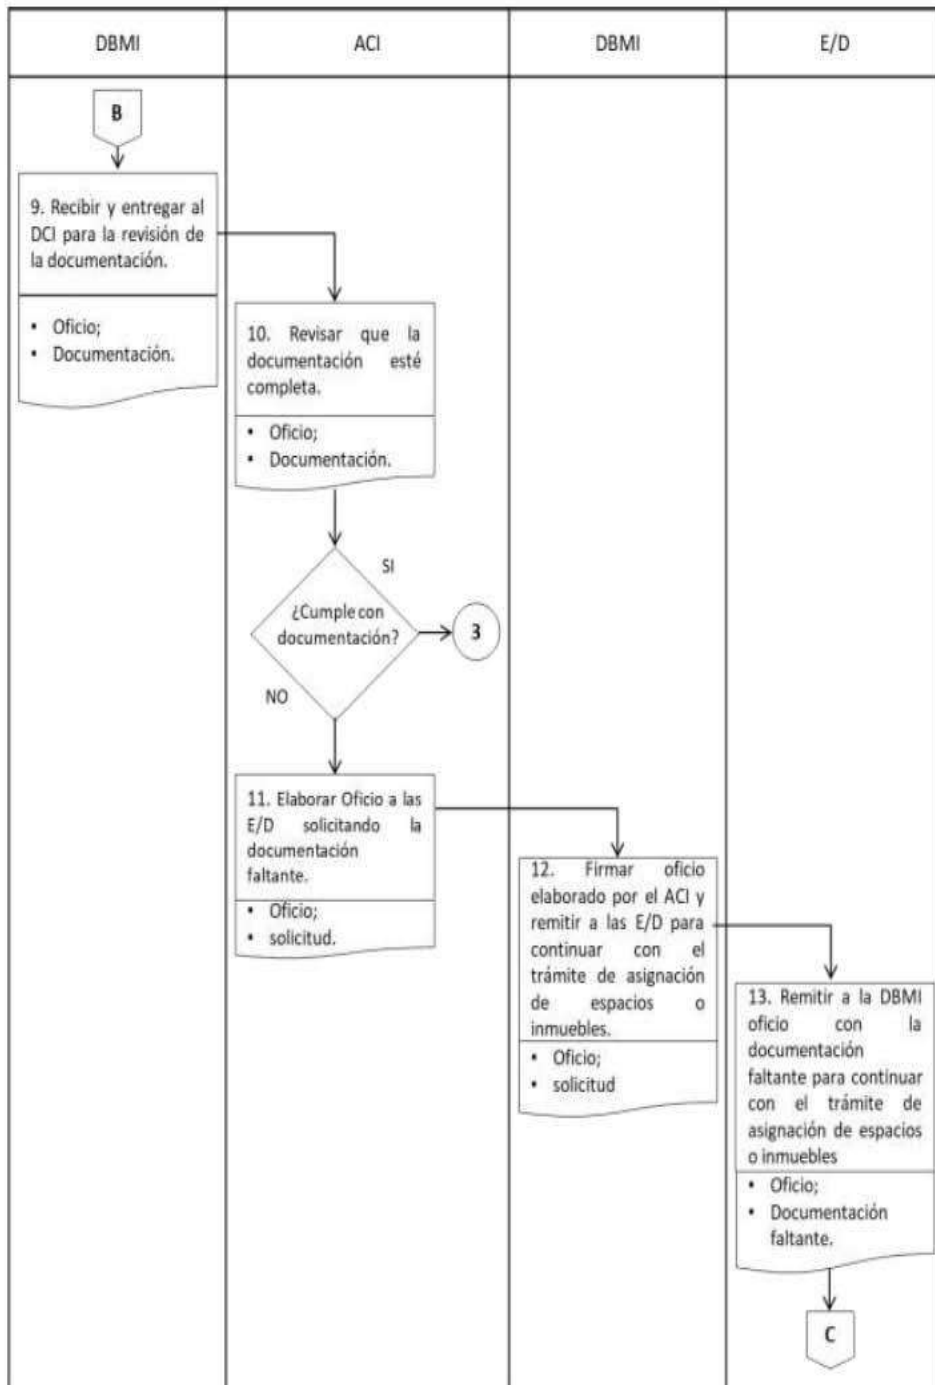 DBMI
ACI
DBMI
E/D
B
9. Recibir y entregar al
DCI para la revisión de
la documentación.
• Oficio;
• Documentación.
10. Revisar que la
documentación esté
completa.
• Oficio;
• Documentación.
SI
¿Cumple con
documentación?
3
NO
11. Elaborar Oficio a las
E/D solicitando la
documentación
faltante.
• Oficio;
• solicitud.
12. Firmar oficio
elaborado por el ACI y
remitir a las E/D para
continuar con el
trámite de asignación
de espacios o
inmuebles.
• Oficio;
• solicitud
13. Remitir a la DBMI
oficio con la
documentación
faltante para continuar
con el trámite de
asignación de espacios
o inmuebles
• Oficio;
• Documentación
faltante.
C